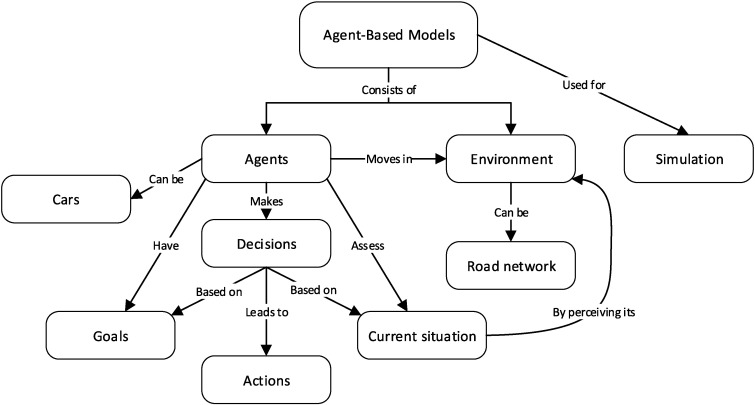 Agent-Based Models
Consists of
Used for
Agents
Moves in
Environment
Simulation
Can be
Cars
Makes
Can be
Have
Decisions
Assess
Road network
Based on
Based on
Leads to
By perceiving its
Goals
Current situation
Actions